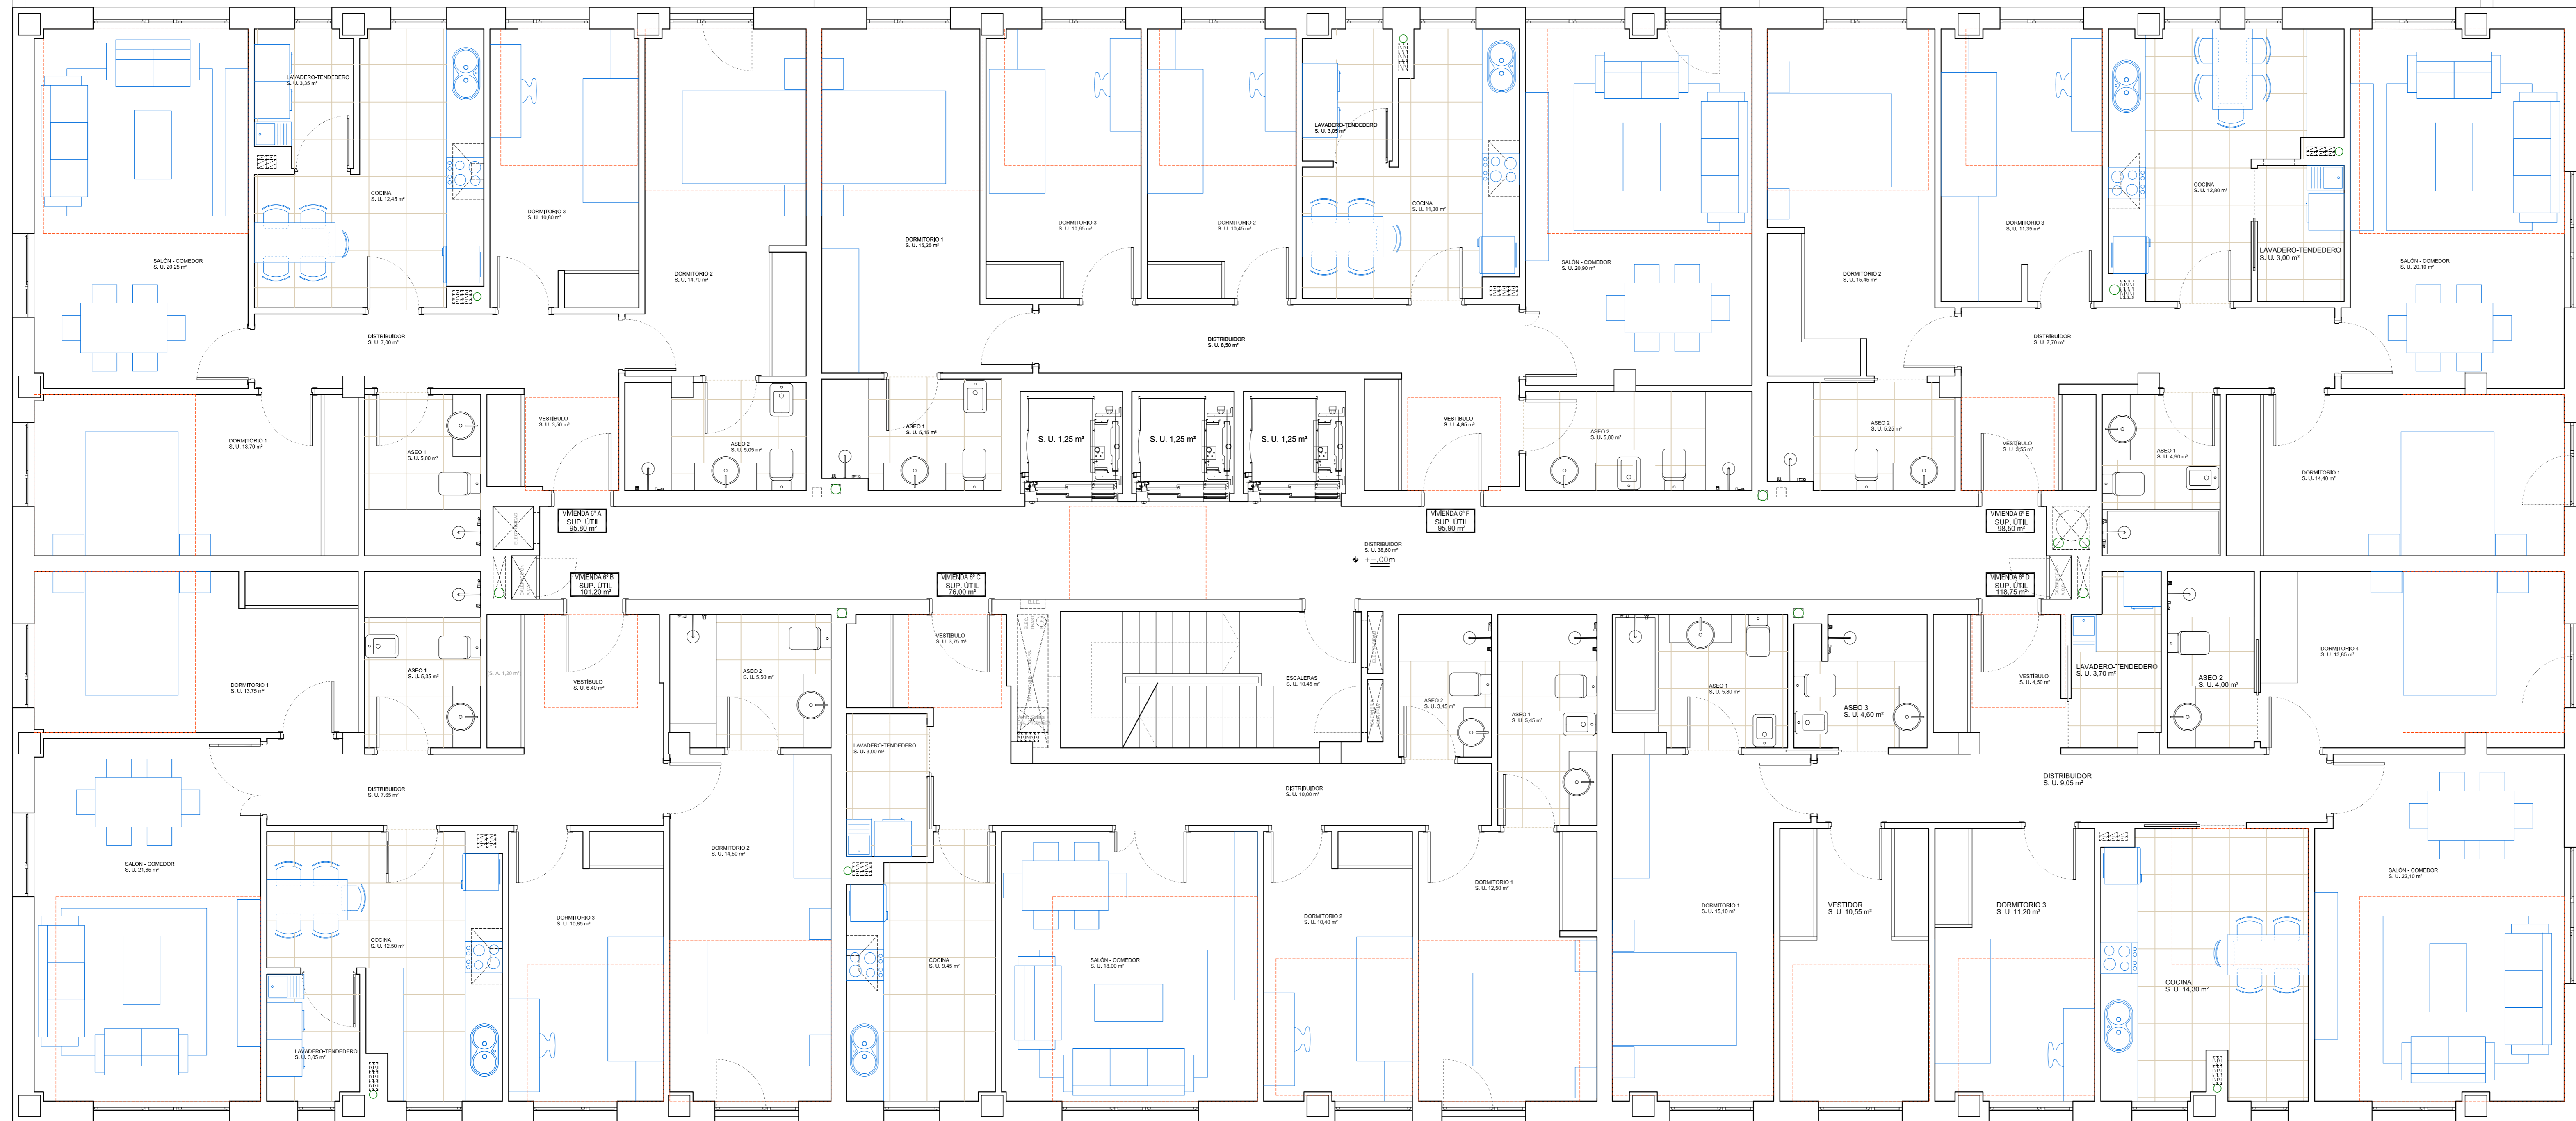 LAVADERO-TENDEDERO
S. U. 3,35 m²
COCINA
S. U. 12,45 m²
DORMITORIO 3
S. U. 10,80 m²
SALÓN - COMEDOR
S. U. 20,25 m²
DORMITORIO 2
S. U. 14,70 m²
DISTRIBUIDOR
S. U. 7,00 m²
DORMITORIO 1
S. U. 13,70 m²
ASEO 1
S. U. 5,00 m²
VESTÍBULO
S. U. 3,50 m²
ASEO 2
S. U. 5,05 m²
VIVIENDA 6º A
SUP. ÚTIL
95,80 m²
DORMITORIO 1
S. U. 15,25 m²
DORMITORIO 3
S. U. 10,65 m²
DORMITORIO 2
S. U. 10,45 m²
LAVADERO-TENDEDERO
S. U. 3,05 m²
COCINA
S. U. 11,30 m²
SALÓN - COMEDOR
S. U. 20,90 m²
DISTRIBUIDOR
S. U. 8,50 m²
ASEO 1
S. U. 5,15 m²
S. U. 1,25 m²
S. U. 1,25 m²
S. U. 1,25 m²
VESTÍBULO
S. U. 4,85 m²
ASEO 2
S. U. 5,80 m²
VIVIENDA 6º F
SUP. ÚTIL
95,90 m²
DORMITORIO 2
S. U. 15,45 m²
DORMITORIO 3
S. U. 11,35 m²
COCINA
S. U. 12,80 m²
LAVADERO-TENDEDERO
S. U. 3,00 m²
SALÓN - COMEDOR
S. U. 20,10 m²
DISTRIBUIDOR
S. U. 7,70 m²
ASEO 2
S. U. 5,25 m²
VESTÍBULO
S. U. 3,55 m²
ASEO 1
S. U. 4,90 m²
DORMITORIO 1
S. U. 14,40 m²
VIVIENDA 6º E
SUP. ÚTIL
98,50 m²
DISTRIBUIDOR
S. U. 38,60 m²
+-,00m
VIVIENDA 6º B
SUP. ÚTIL
101,20 m²
VIVIENDA 6º C
SUP. ÚTIL
76,00 m²
VIVIENDA 6º D
SUP. ÚTIL
118,75 m²
DORMITORIO 1
S. U. 13,75 m²
ASEO 1
S. U. 5,35 m²
(S. A. 1,20 m²)
VESTÍBULO
S. U. 6,40 m²
ASEO 2
S. U. 5,50 m²
DISTRIBUIDOR
S. U. 7,85 m²
SALÓN - COMEDOR
S. U. 21,65 m²
COCINA
S. U. 12,50 m²
LAVADERO-TENDEDERO
S. U. 3,05 m²
DORMITORIO 3
S. U. 10,85 m²
DORMITORIO 2
S. U. 14,50 m²
VESTÍBULO
S. U. 3,75 m²
LAVADERO-TENDEDERO
S. U. 3,00 m²
ESCALERAS
S. U. 10,45 m²
ASEO 2
S. U. 3,45 m²
ASEO 1
S. U. 5,45 m²
DISTRIBUIDOR
S. U. 10,00 m²
COCINA
S. U. 9,45 m²
SALÓN - COMEDOR
S. U. 18,00 m²
DORMITORIO 2
S. U. 10,40 m²
DORMITORIO 1
S. U. 12,50 m²
ASEO 1
S. U. 5,80 m²
ASEO 3
S. U. 4,60 m²
VESTÍBULO
S. U. 4,50 m²
LAVADERO-TENDEDERO
S. U. 3,70 m²
ASEO 2
S. U. 4,00 m²
DORMITORIO 4
S. U. 13,85 m²
DISTRIBUIDOR
S. U. 9,05 m²
DORMITORIO 1
S. U. 15,10 m²
VESTIDOR
S. U. 10,55 m²
DORMITORIO 3
S. U. 11,20 m²
COCINA
S. U. 14,30 m²
SALÓN - COMEDOR
S. U. 22,10 m²